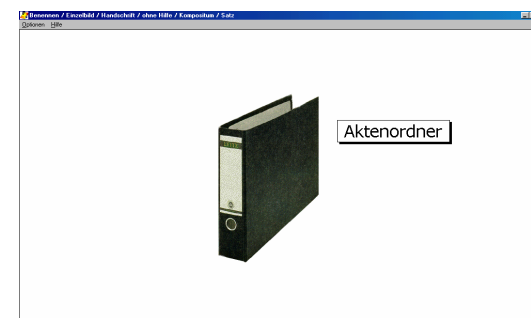 Benennen / Einzelbild / Handschrift / ohne Hilfe / Kompositum / Satz
Optionen Hilfe
Aktenordner